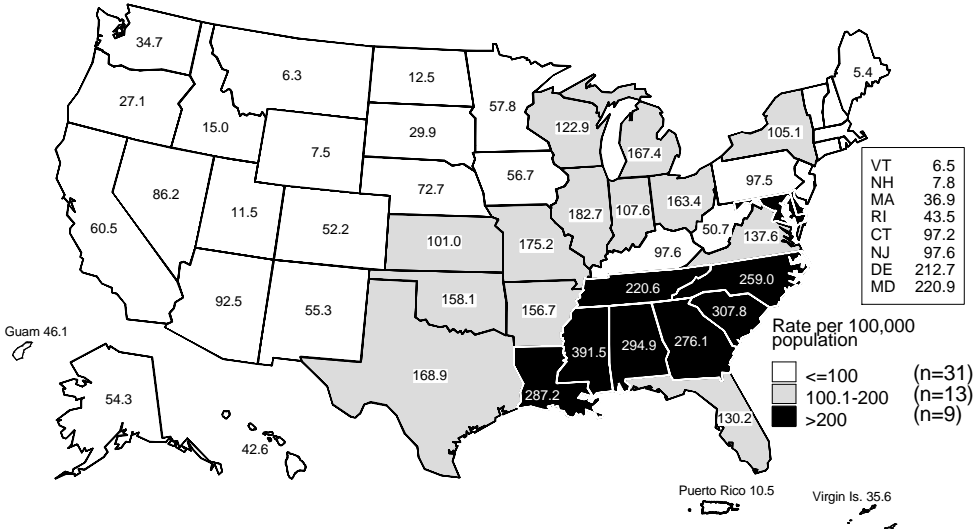 34.7
6.3
12.5
57.8
5.4
27.1
15.0
7.5
29.9
122.9
167.4
105.1
86.2
11.5
52.2
72.7
56.7
97.5
60.5
101.0
175.2
182.7
107.6
163.4
50.7
137.6
97.6
92.5
55.3
158.1
156.7
220.6
259.0
307.8
391.5
294.9
276.1
168.9
287.2
130.2
VT 6.5
NH 7.8
MA 36.9
RI 43.5
CT 97.2
NJ 97.6
DE 212.7
MD 220.9
Guam 46.1
54.3
42.6
Rate per 100,000
population
<=100 (n=31)
100.1-200 (n=13)
>200 (n=9)
Puerto Rico 10.5
Virgin Is. 35.6